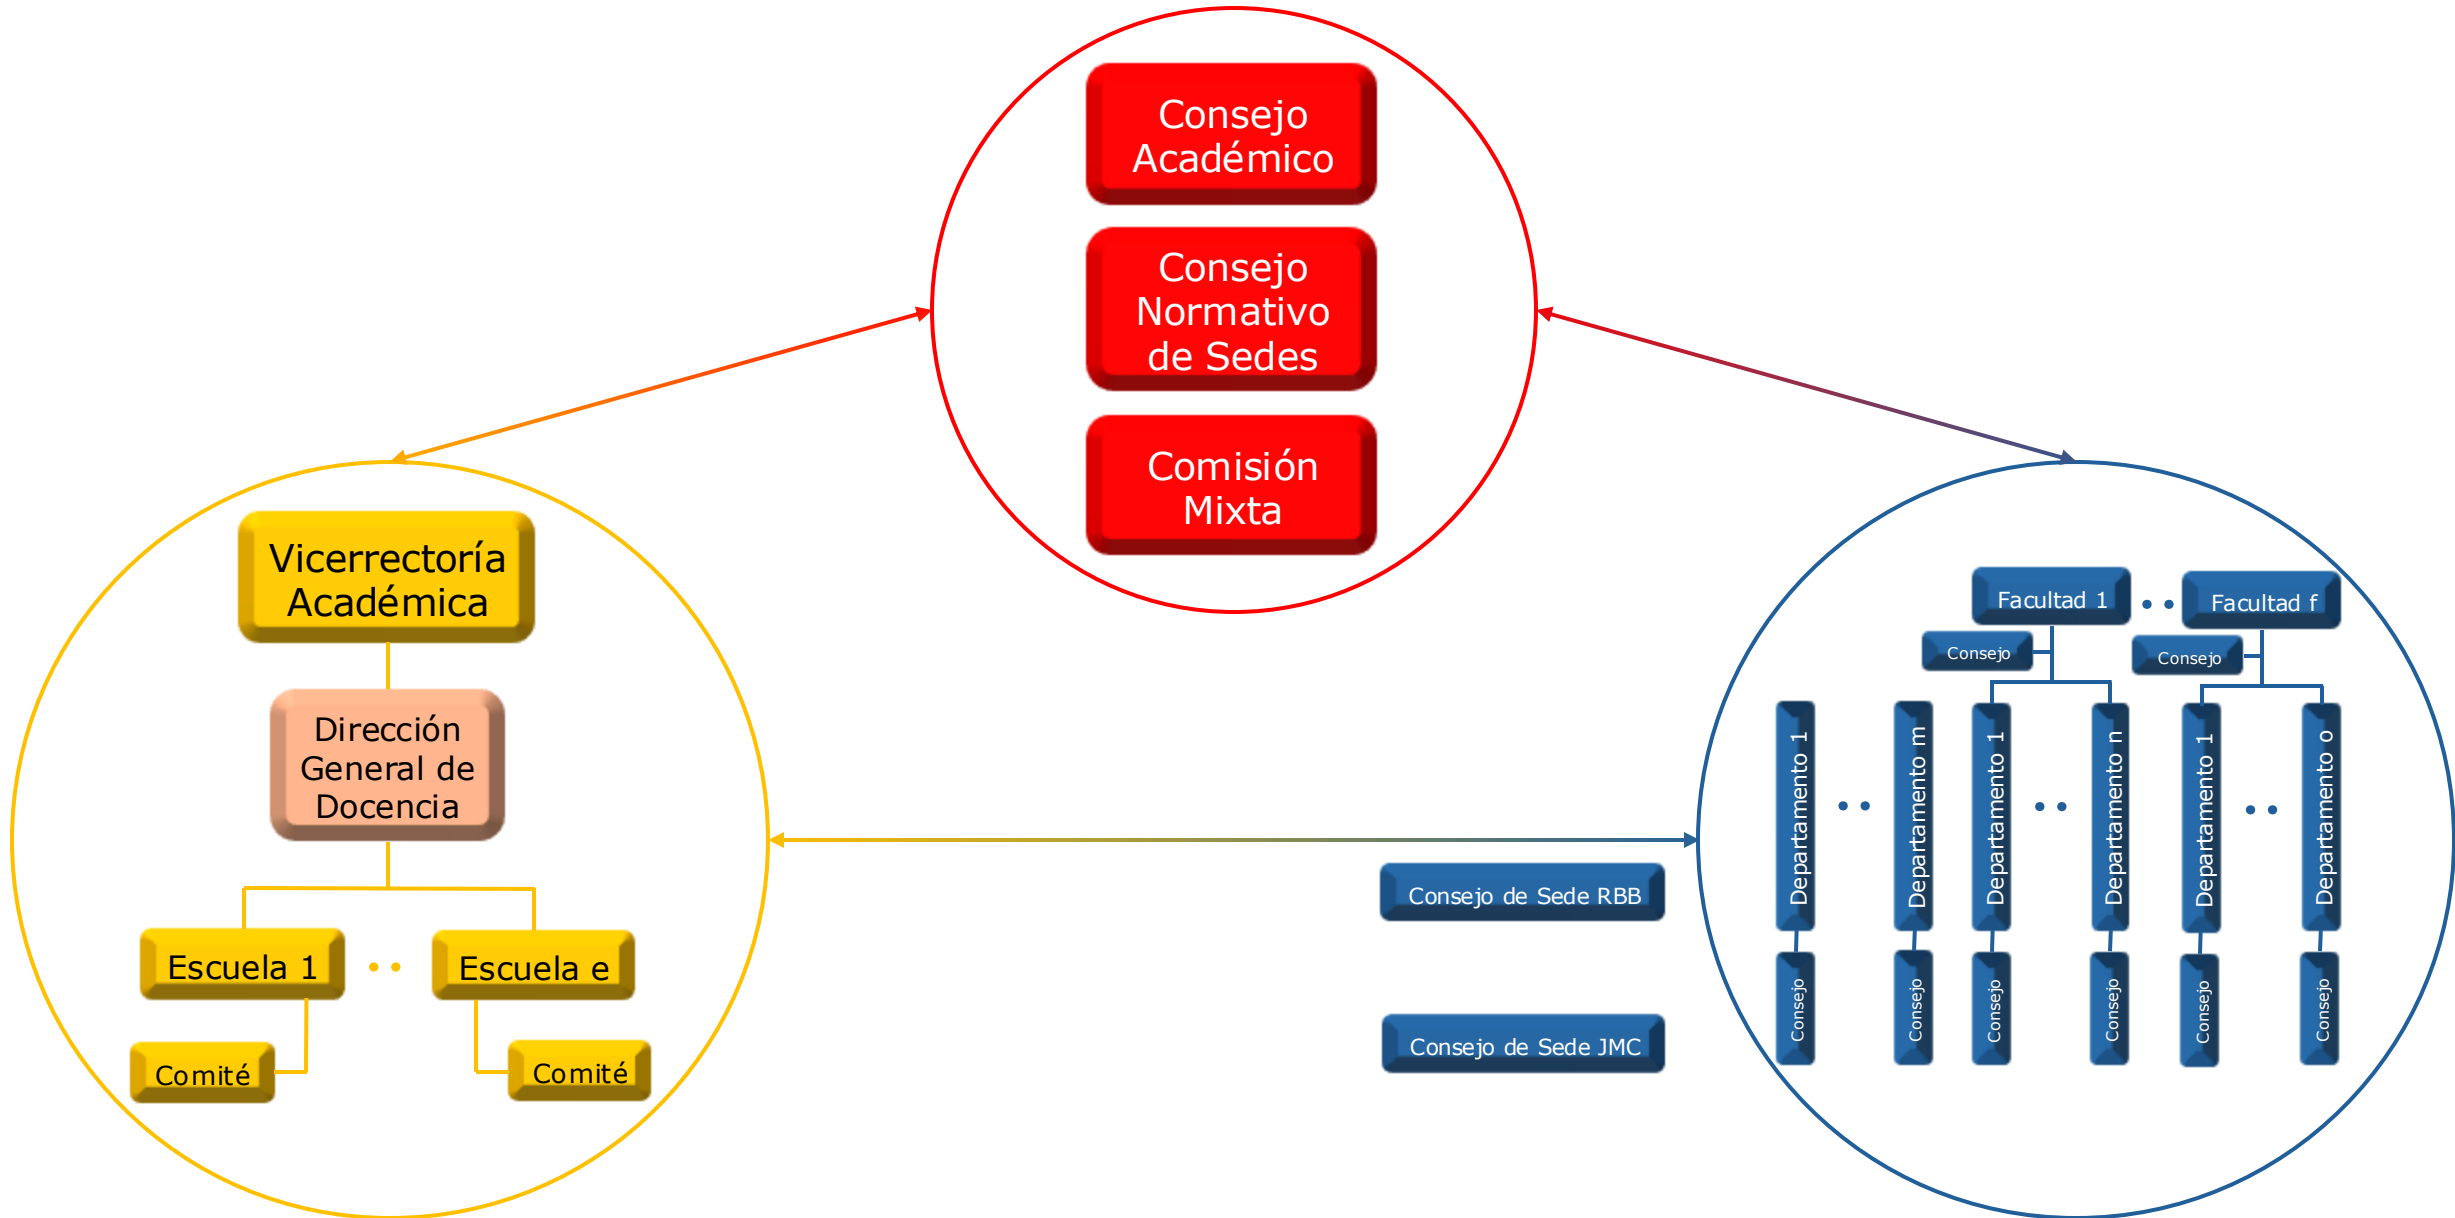 Consejo
Académico
Consejo
Normativo
de Sedes
Comisión
Mixta
Vicerrectoría
Académica
Dirección
General de
Docencia
Escuela 1
Escuela e
Comité
Comité
Consejo de Sede RBB
Consejo de Sede JMC
Facultad 1
Facultad f
Consejo
Consejo
Departamento 1
Departamento m
Departamento 1
Departamento n
Departamento 1
Departamento o
Consejo
Consejo
Consejo
Consejo
Consejo
Consejo